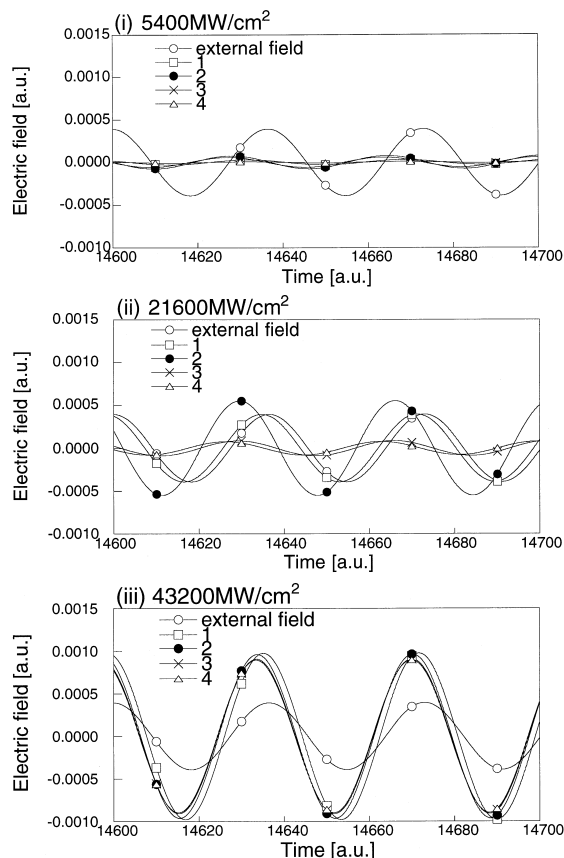 (i) 5400MW/cm²
external field
1
2
3
4
0.0015
0.0010
0.0005
0.0000
-0.0005
-0.0010
Electric field [a.u.]
14600 14620 14640 14660 14680 14700
Time [a.u.]
(ii) 21600MW/cm²
external field
1
2
3
4
0.0015
0.0010
0.0005
0.0000
-0.0005
-0.0010
Electric field [a.u.]
14600 14620 14640 14660 14680 14700
Time [a.u.]
(iii) 43200MW/cm²
external field
1
2
3
4
0.0015
0.0010
0.0005
0.0000
-0.0005
-0.0010
Electric field [a.u.]
14600 14620 14640 14660 14680 14700
Time [a.u.]